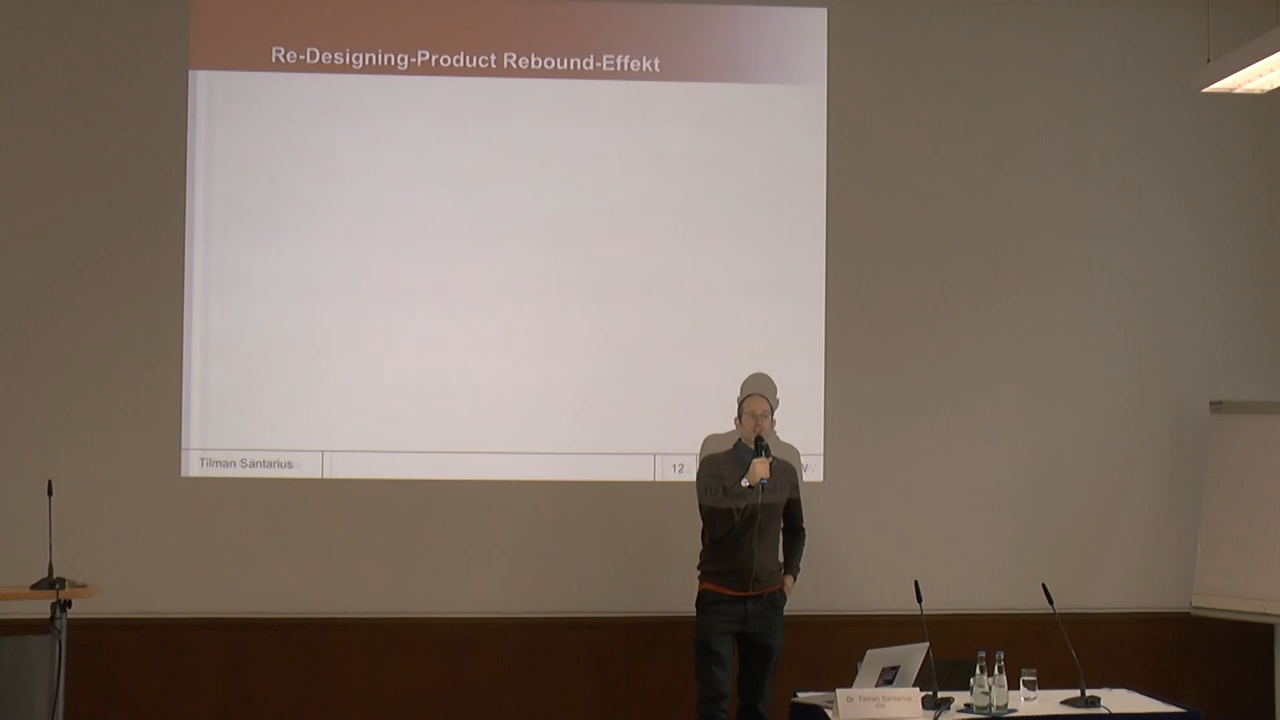 Re-Designing-Product Rebound-Effekt
Tilman Santarius
12
Dr. Tilman Santarius